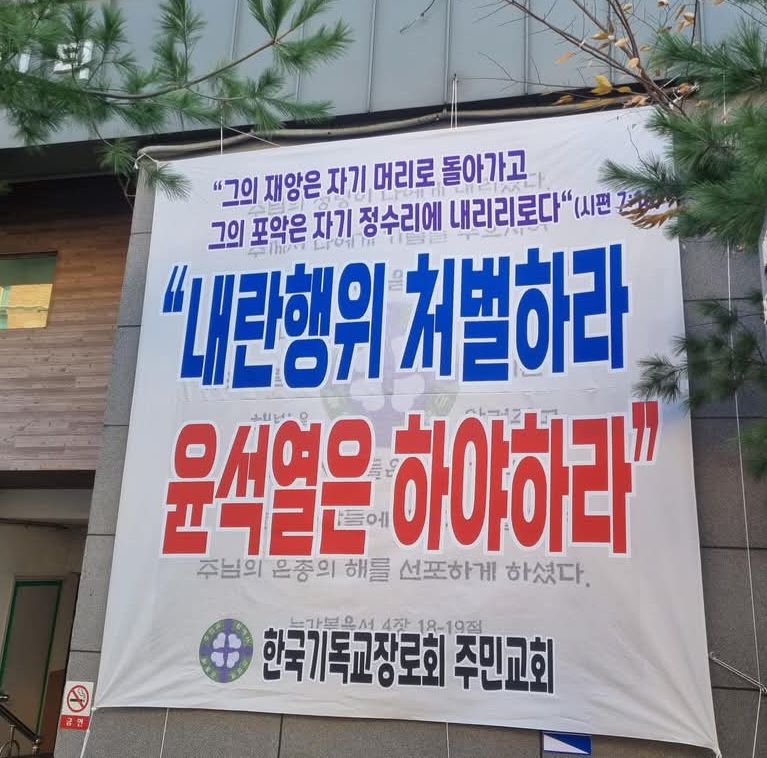 “그의 재앙은 자기 머리로 돌아가고
그의 포악은 자기 정수리에 내리리로다“(시편
“내란행위 처벌하라
윤석열은 하야하라”
주님의 은총의 해를 선포하게 하셨다.
누가복음서 4장 18-19절
한국기독교장로회 주민교회
금연